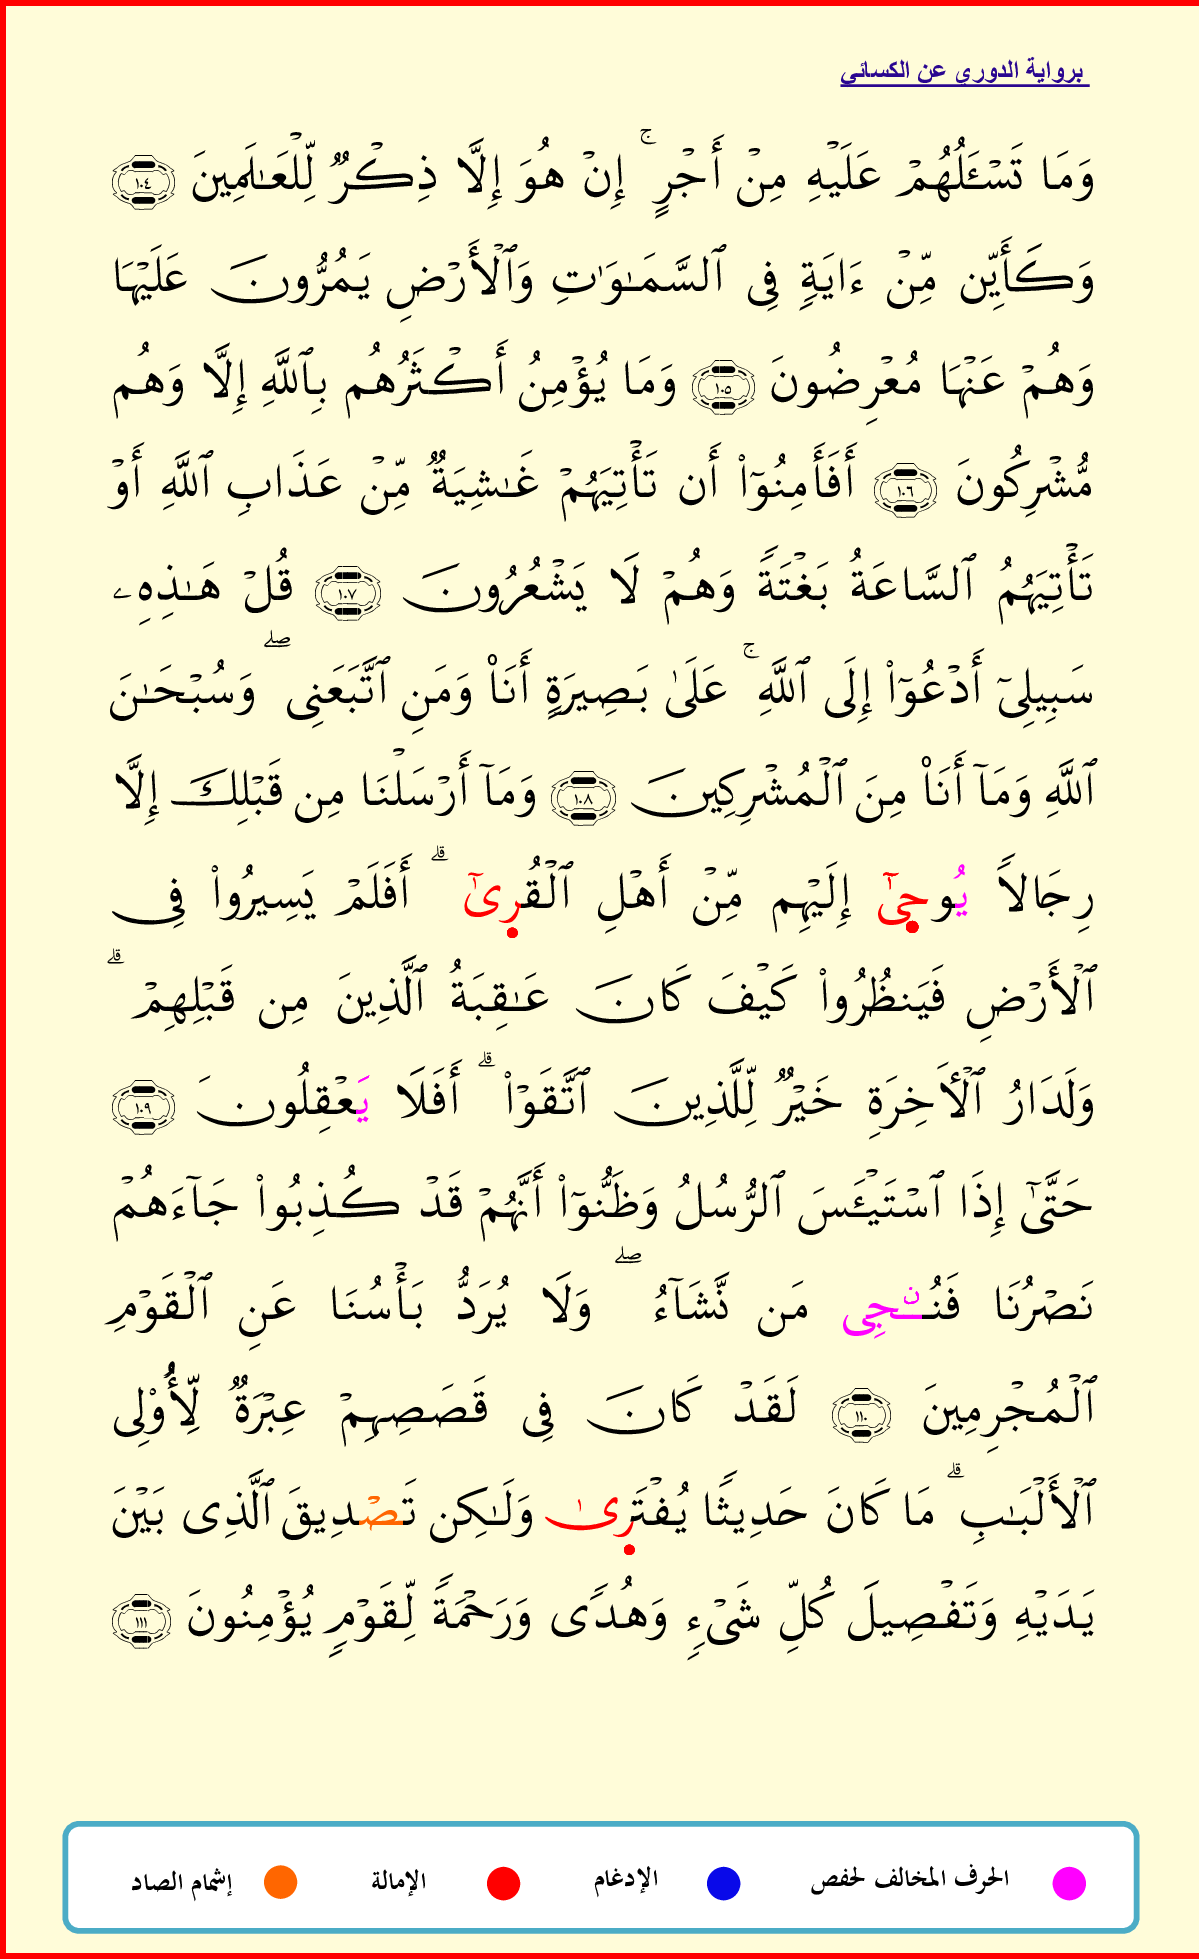 برواية الدوري عن الكسائي
وَمَا تَسْـَٔلُهُمْ عَلَيْهِ مِنْ أَجْرٍ ۚ إِنْ هُوَ إِلَّا ذِكْرٌ لِّلْعَـٰلَمِينَ ١٠٤
وَكَأَيِّن مِّنْ ءَايَةٍ فِى ٱلسَّمَـٰوَٰتِ وَٱلْأَرْضِ يَمُرُّونَ عَلَيْهَا
وَهُمْ عَنْهَا مُعْرِضُونَ ١٠٥ وَمَا يُؤْمِنُ أَكْثَرُهُم بِٱللَّهِ إِلَّا وَهُم
مُّشْرِكُونَ ١٠٦ أَفَأَمِنُوٓا۟ أَن تَأْتِيَهُمْ غَـٰشِيَةٌ مِّنْ عَذَابِ ٱللَّهِ أَوْ
تَأْتِيَهُمُ ٱلسَّاعَةُ بَغْتَةً وَهُمْ لَا يَشْعُرُونَ ١٠٧ قُلْ هَـٰذِهِۦ
سَبِيلِىٓ أَدْعُوٓا۟ إِلَى ٱللَّهِ ۚ عَلَىٰ بَصِيرَةٍ أَنَا۠ وَمَنِ ٱتَّبَعَنِى ۖ وَسُبْحَـٰنَ
ٱللَّهِ وَمَآ أَنَا۠ مِنَ ٱلْمُشْرِكِينَ ١٠٨ وَمَآ أَرْسَلْنَا مِن قَبْلِكَ إِلَّا
رِجَالًا يُوحِىٓ إِلَيْهِم مِّنْ أَهْلِ ٱلْقُرِىٓ ۗ أَفَلَمْ يَسِيرُوا۟ فِى
ٱلْأَرْضِ فَيَنظُرُوا۟ كَيْفَ كَانَ عَـٰقِبَةُ ٱلَّذِينَ مِن قَبْلِهِمْ ۗ
وَلَدَارُ ٱلْـَٔاخِرَةِ خَيْرٌ لِّلَّذِينَ ٱتَّقَوْا۟ ۗ أَفَلَا يَعْقِلُونَ ١٠٩
حَتَّىٰٓ إِذَا ٱسْتَيْـَٔسَ ٱلرُّسُلُ وَظَنُّوٓا۟ أَنَّهُمْ قَدْ كُذِبُوا۟ جَآءَهُمْ
نَصْرُنَا فَنُـۨجِى مَن نَّشَآءُ ۖ وَلَا يُرَدُّ بَأْسُنَا عَنِ ٱلْقَوْمِ
ٱلْمُجْرِمِينَ ١١٠ لَقَدْ كَانَ فِى قَصَصِهِمْ عِبْرَةٌ لِّأُو۟لِى
ٱلْأَلْبَـٰبِ ۗ مَا كَانَ حَدِيثًا يُفْتَرِىٰ وَلَـٰكِن تَصْدِيقَ ٱلَّذِى بَيْنَ
يَدَيْهِ وَتَفْصِيلَ كُلِّ شَىْءٍ وَهُدًى وَرَحْمَةً لِّقَوْمٍ يُؤْمِنُونَ ١١١
الحرف المخالف لحفص الإدغام الإمالة إشمام الصاد